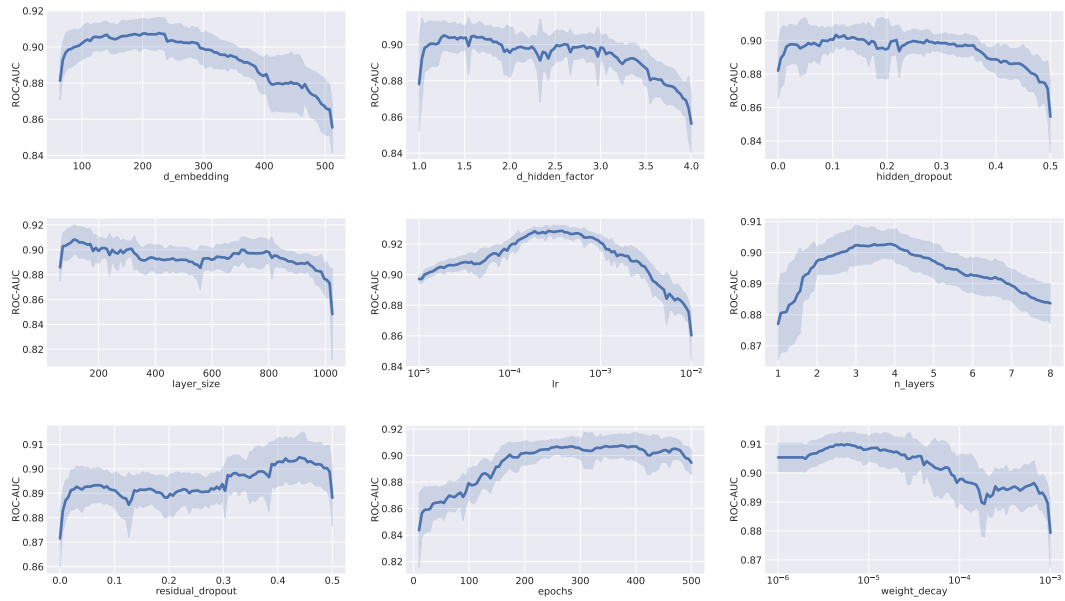 0.92
0.90
0.88
0.86
0.84
ROC-AUC
100 200 300 400 500
d_embedding
0.90
0.88
0.86
0.84
ROC-AUC
1.0 1.5 2.0 2.5 3.0 3.5 4.0
d_hidden_factor
0.90
0.88
0.86
0.84
ROC-AUC
0.0 0.1 0.2 0.3 0.4 0.5
hidden_dropout
0.92
0.90
0.88
0.86
0.84
0.82
ROC-AUC
200 400 600 800 1000
layer_size
0.92
0.90
0.88
0.86
0.84
ROC-AUC
10⁻⁵ 10⁻⁴ 10⁻³ 10⁻²
lr
0.91
0.90
0.89
0.88
0.87
ROC-AUC
1 2 3 4 5 6 7 8
n_layers
0.91
0.90
0.89
0.88
0.87
0.86
ROC-AUC
0.0 0.1 0.2 0.3 0.4 0.5
residual_dropout
0.92
0.90
0.88
0.86
0.84
0.82
ROC-AUC
0 100 200 300 400 500
epochs
0.91
0.90
0.89
0.88
0.87
ROC-AUC
10⁻⁶ 10⁻⁵ 10⁻⁴ 10⁻³
weight_decay